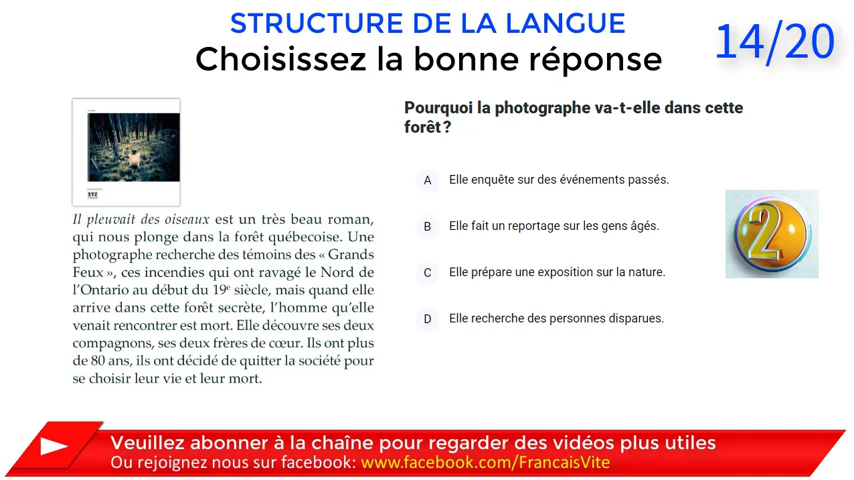 STRUCTURE DE LA LANGUE
Choisissez la bonne réponse
14/20
Pourquoi la photographe va-t-elle dans cette
forêt ?
A Elle enquête sur des événements passés.
B Elle fait un reportage sur les gens âgés.
C Elle prépare une exposition sur la nature.
D Elle recherche des personnes disparues.
2
XYZ
Il pleuvait des oiseaux est un très beau roman,
qui nous plonge dans la forêt québecoise. Une
photographe recherche des témoins des « Grands
Feux », ces incendies qui ont ravagé le Nord de
l'Ontario au début du 19e siècle, mais quand elle
arrive dans cette forêt secrète, l'homme qu'elle
venait rencontrer est mort. Elle découvre ses deux
compagnons, ses deux frères de cœur. Ils ont plus
de 80 ans, ils ont décidé de quitter la société pour
se choisir leur vie et leur mort.
Veuillez abonner à la chaîne pour regarder des vidéos plus utiles
Ou rejoignez nous sur facebook: www.facebook.com/FrancaisVite